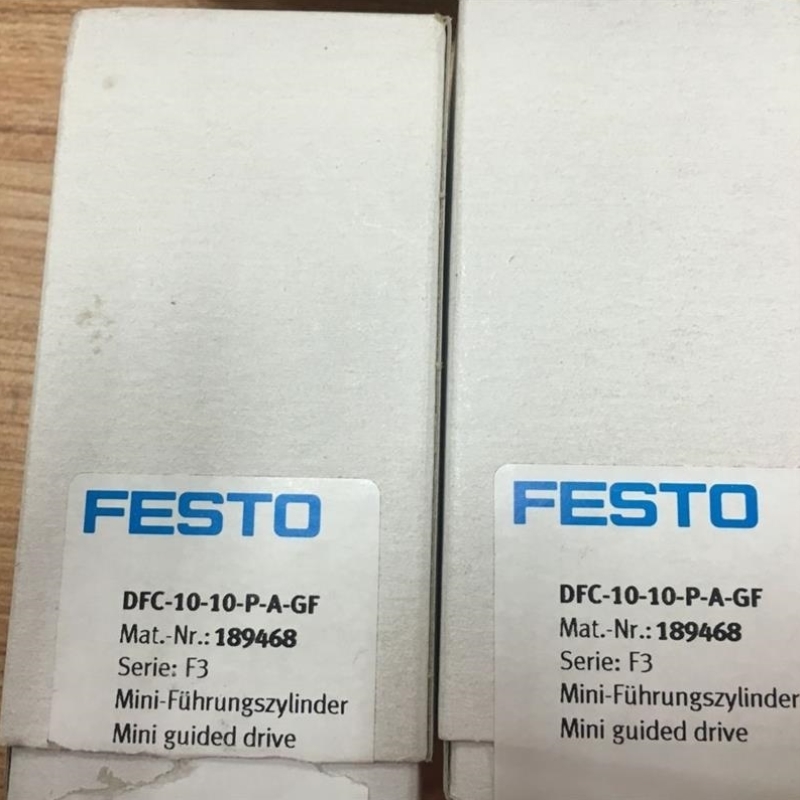 FESTO
DFC-10-10-P-A-GF
Mat.-Nr.: 189468
Serie: F3
Mini-Führungszylinder
Mini guided drive
FESTO
DFC-10-10-P-A-GF
Mat.-Nr.: 189468
Serie: F3
Mini-Führungszylinder
Mini guided drive